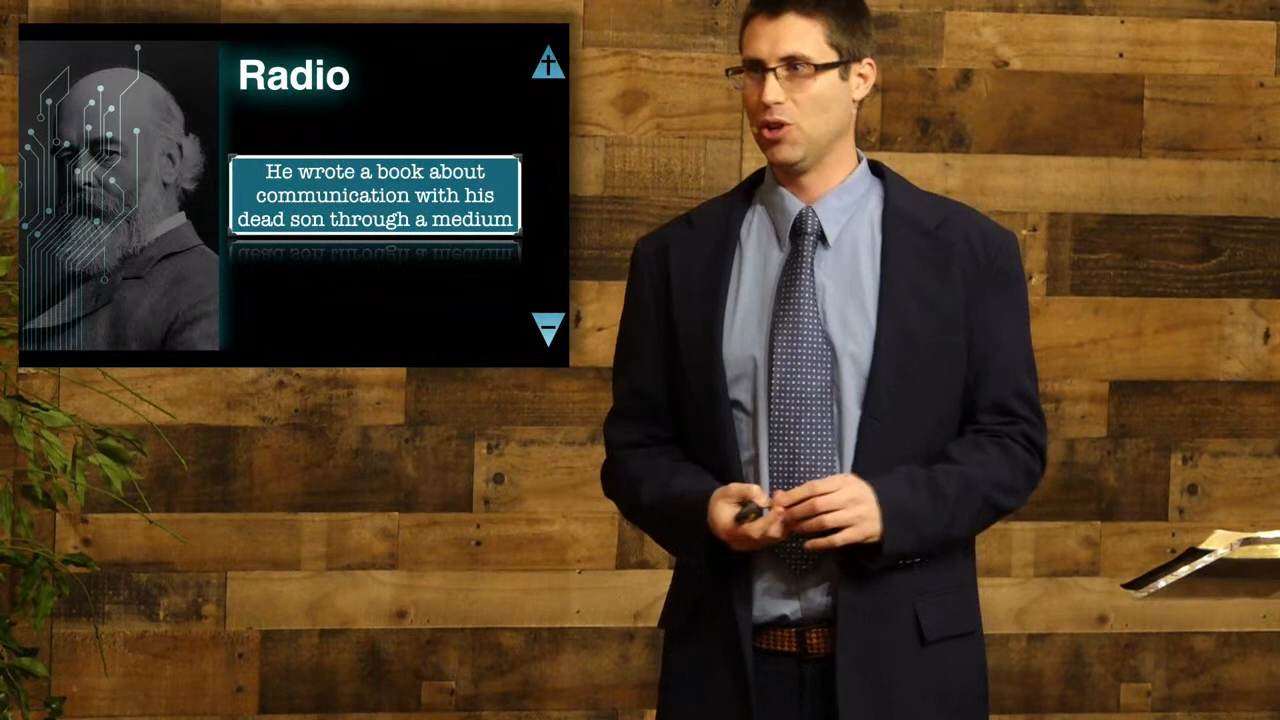 Radio
He wrote a book about
communication with his
dead son through a medium